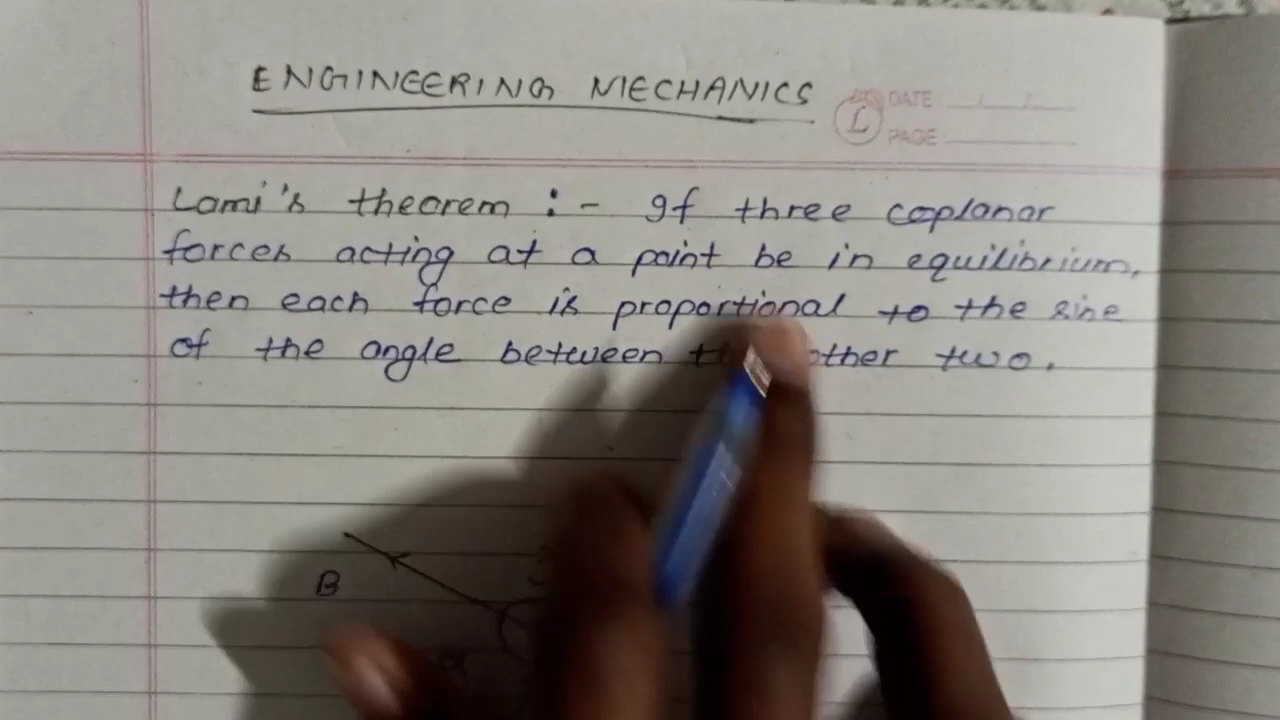 ENGINEERING MECHANICS
L DATE
PAGE
Lami's theorem :- If three coplanar
forces acting at a point be in equilibrium,
then each force is proportional to the sine
of the angle between other two.
B
α